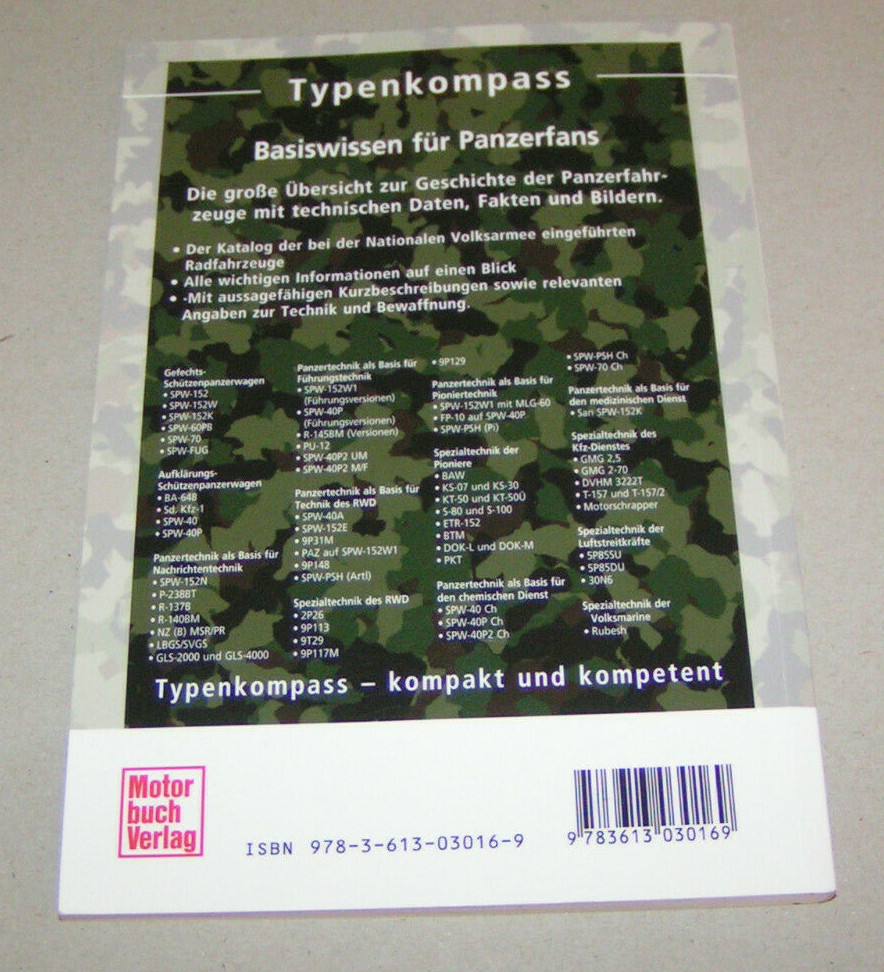 Typenkompass
Basiswissen für Panzerfans
Die große Übersicht zur Geschichte der Panzerfahr-
zeuge mit technischen Daten, Fakten und Bildern.
• Der Katalog der bei der Nationalen Volksarmee eingeführten
Radfahrzeuge
• Alle wichtigen Informationen auf einen Blick
• -Mit aussagefähigen Kurzbeschreibungen sowie relevanten
Angaben zur Technik und Bewaffnung.
Gefechts-
Schützenpanzerwagen
• SPW-152
• SPW-152W
• SPW-152K
• SPW-60PB
• SPW-70
• SPW-FUG
Aufklärungs-
Schützenpanzerwagen
• BA-64B
• Sd. Kfz-1
• SPW-40
• SPW-40P
Panzertechnik als Basis für
Nachrichtentechnik
• SPW-152N
• P-238BT
• R-137B
• R-140BM
• NZ (B) MSR/PR
• LBGS/SVGS
• GLS-2000 und GLS-4000
Panzertechnik als Basis für
Führungstechnik
• SPW-152W1
(Führungsversionen)
• SPW-40P
(Führungsversionen)
• R-145BM (Versionen)
• PU-12
• SPW-40P2 UM
• SPW-40P2 M/F
Panzertechnik als Basis für
Technik des RWD
• SPW-40A
• SPW-152E
• 9P31M
• PAZ auf SPW-152W1
• 9P148
• SPW-PSH (Artl)
Spezialtechnik des RWD
• 2P26
• 9P113
• 9T29
• 9P117M
• 9P129
Panzertechnik als Basis für
Pioniertechnik
• SPW-152W1 mit MLG-60
• FP-10 auf SPW-40P
• SPW-PSH (Pi)
Spezialtechnik der
Pioniere
• BAW
• KS-07 und KS-30
• KT-50 und KT-50Ü
• S-80 und S-100
• ETR-152
• BTM
• DOK-L und DOK-M
• PKT
Panzertechnik als Basis für
den chemischen Dienst
• SPW-40 Ch
• SPW-40P Ch
• SPW-40P2 Ch
• SPW-PSH Ch
• SPW-70 Ch
Panzertechnik als Basis für
den medizinischen Dienst
• San SPW-152K
Spezialtechnik des
Kfz-Dienstes
• GMG 2,5
• GMG 2-70
• DVHM 3222T
• T-157 und T-157/2
• Motorschrapper
Spezialtechnik der
Luftstreitkräfte
• 5P85SU
• 5P85DU
• 30N6
Spezialtechnik der
Volksmarine
• Rubesh
Typenkompass – kompakt und kompetent
Motor
buch
Verlag
ISBN 978-3-613-03016-9
9 783613 030169